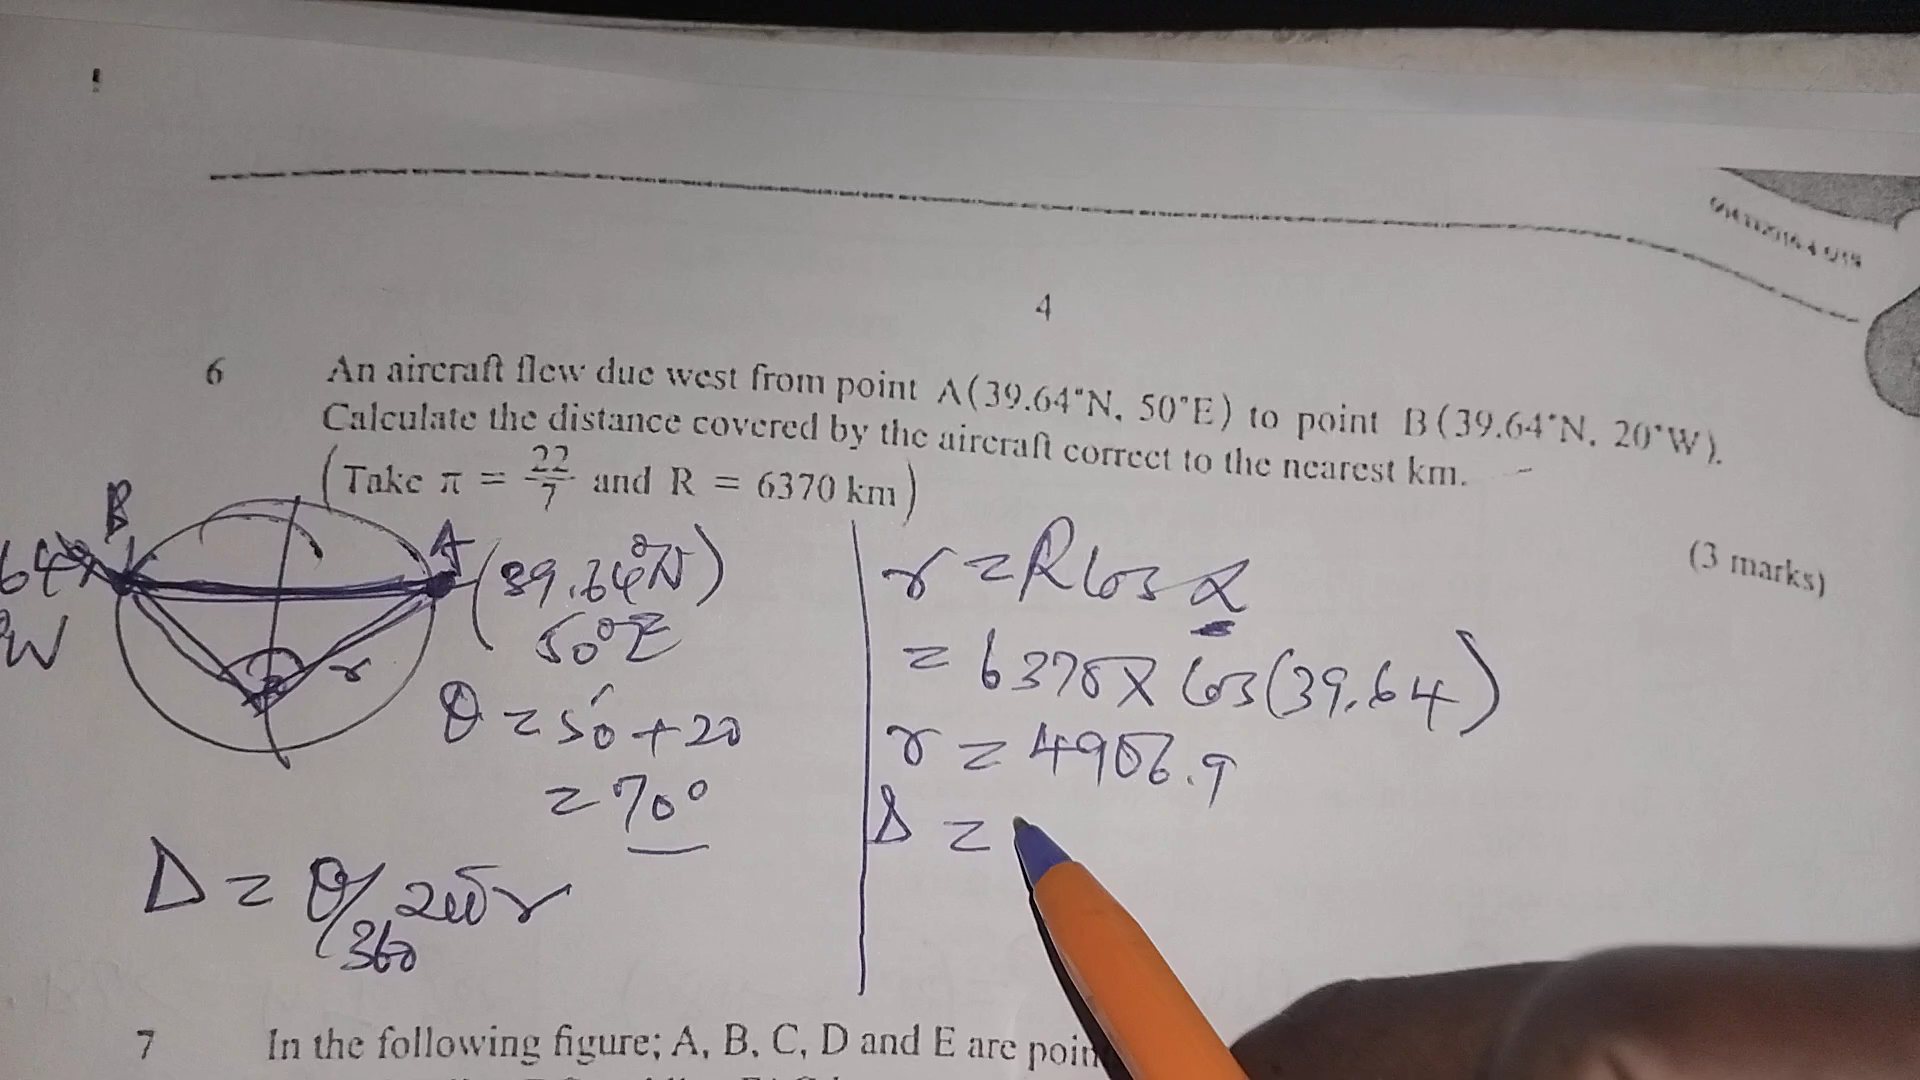 4
6 An aircraft flew due west from point A(39.64°N, 50°E) to point B(39.64°N, 20°W).
Calculate the distance covered by the aircraft correct to the nearest km.
(Take π = 22/7 and R = 6370 km)
(3 marks)
B
A
(39.64°N)
50°E
64°N
°W
r
θ = 50 + 20
= 70°
D = θ/360 2πr
r = R cos α
= 6370 x cos(39.64)
r = 4906.9
D =
7 In the following figure; A, B, C, D and E are poin